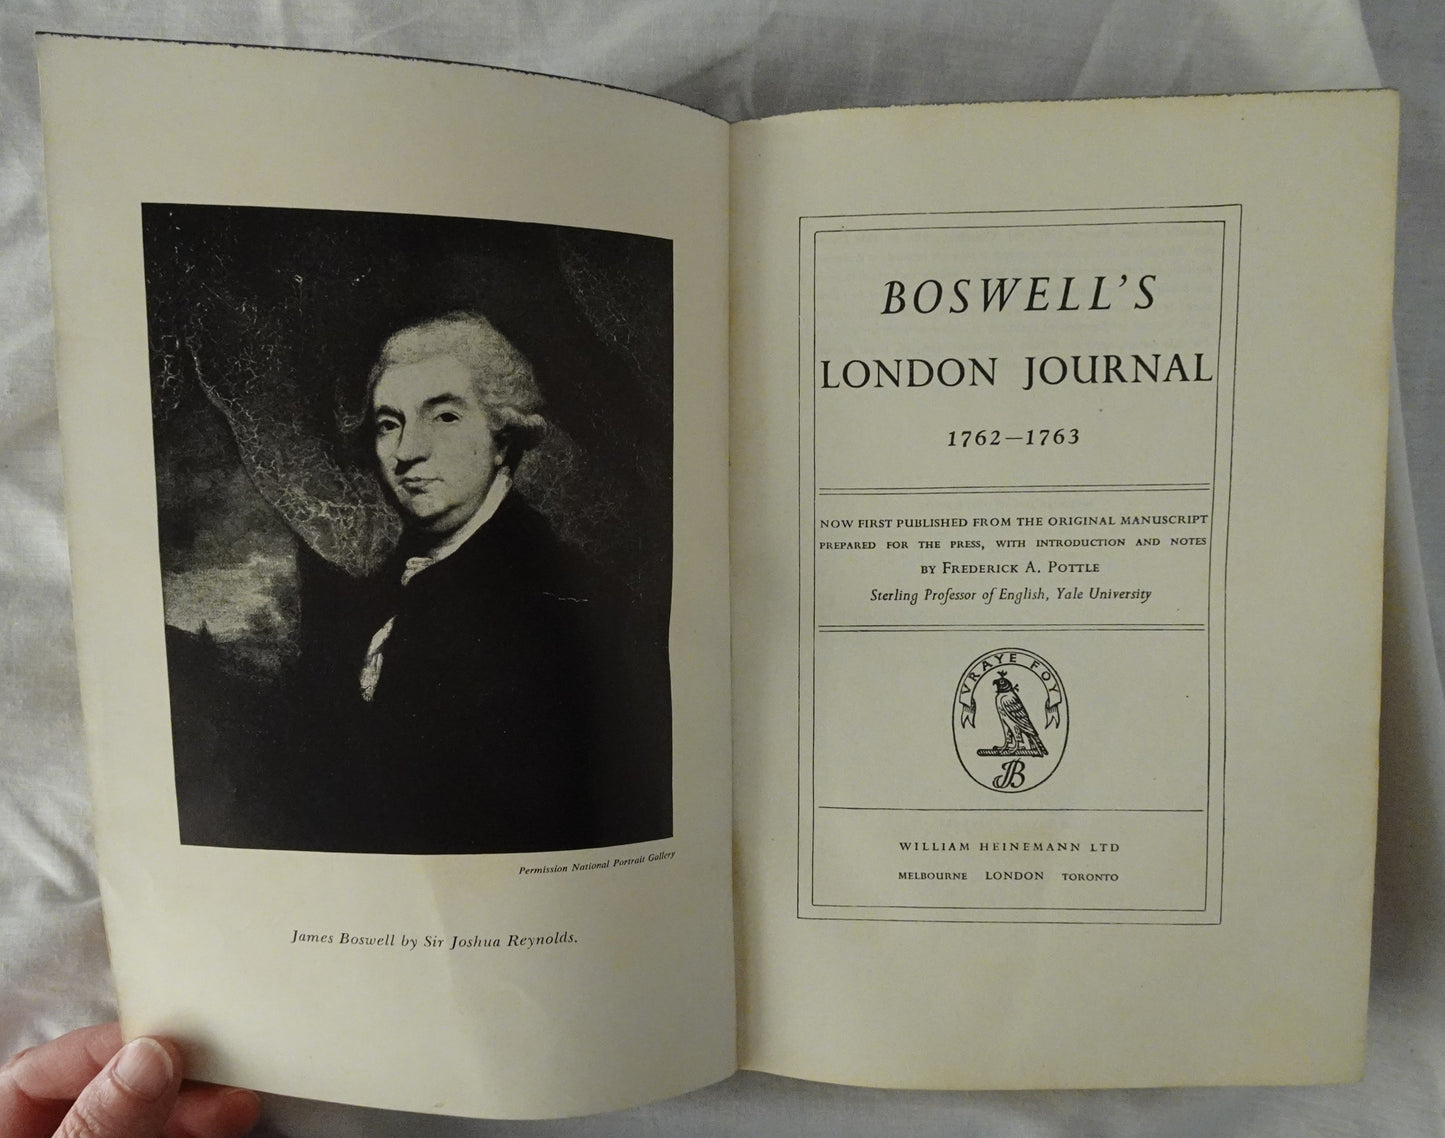 Permission National Portrait Gallery
James Boswell by Sir Joshua Reynolds.
BOSWELL'S
LONDON JOURNAL
1762—1763
NOW FIRST PUBLISHED FROM THE ORIGINAL MANUSCRIPT
PREPARED FOR THE PRESS, WITH INTRODUCTION AND NOTES
BY FREDERICK A. POTTLE
Sterling Professor of English, Yale University
VRAYE FOY
JB
WILLIAM HEINEMANN LTD
MELBOURNE LONDON TORONTO